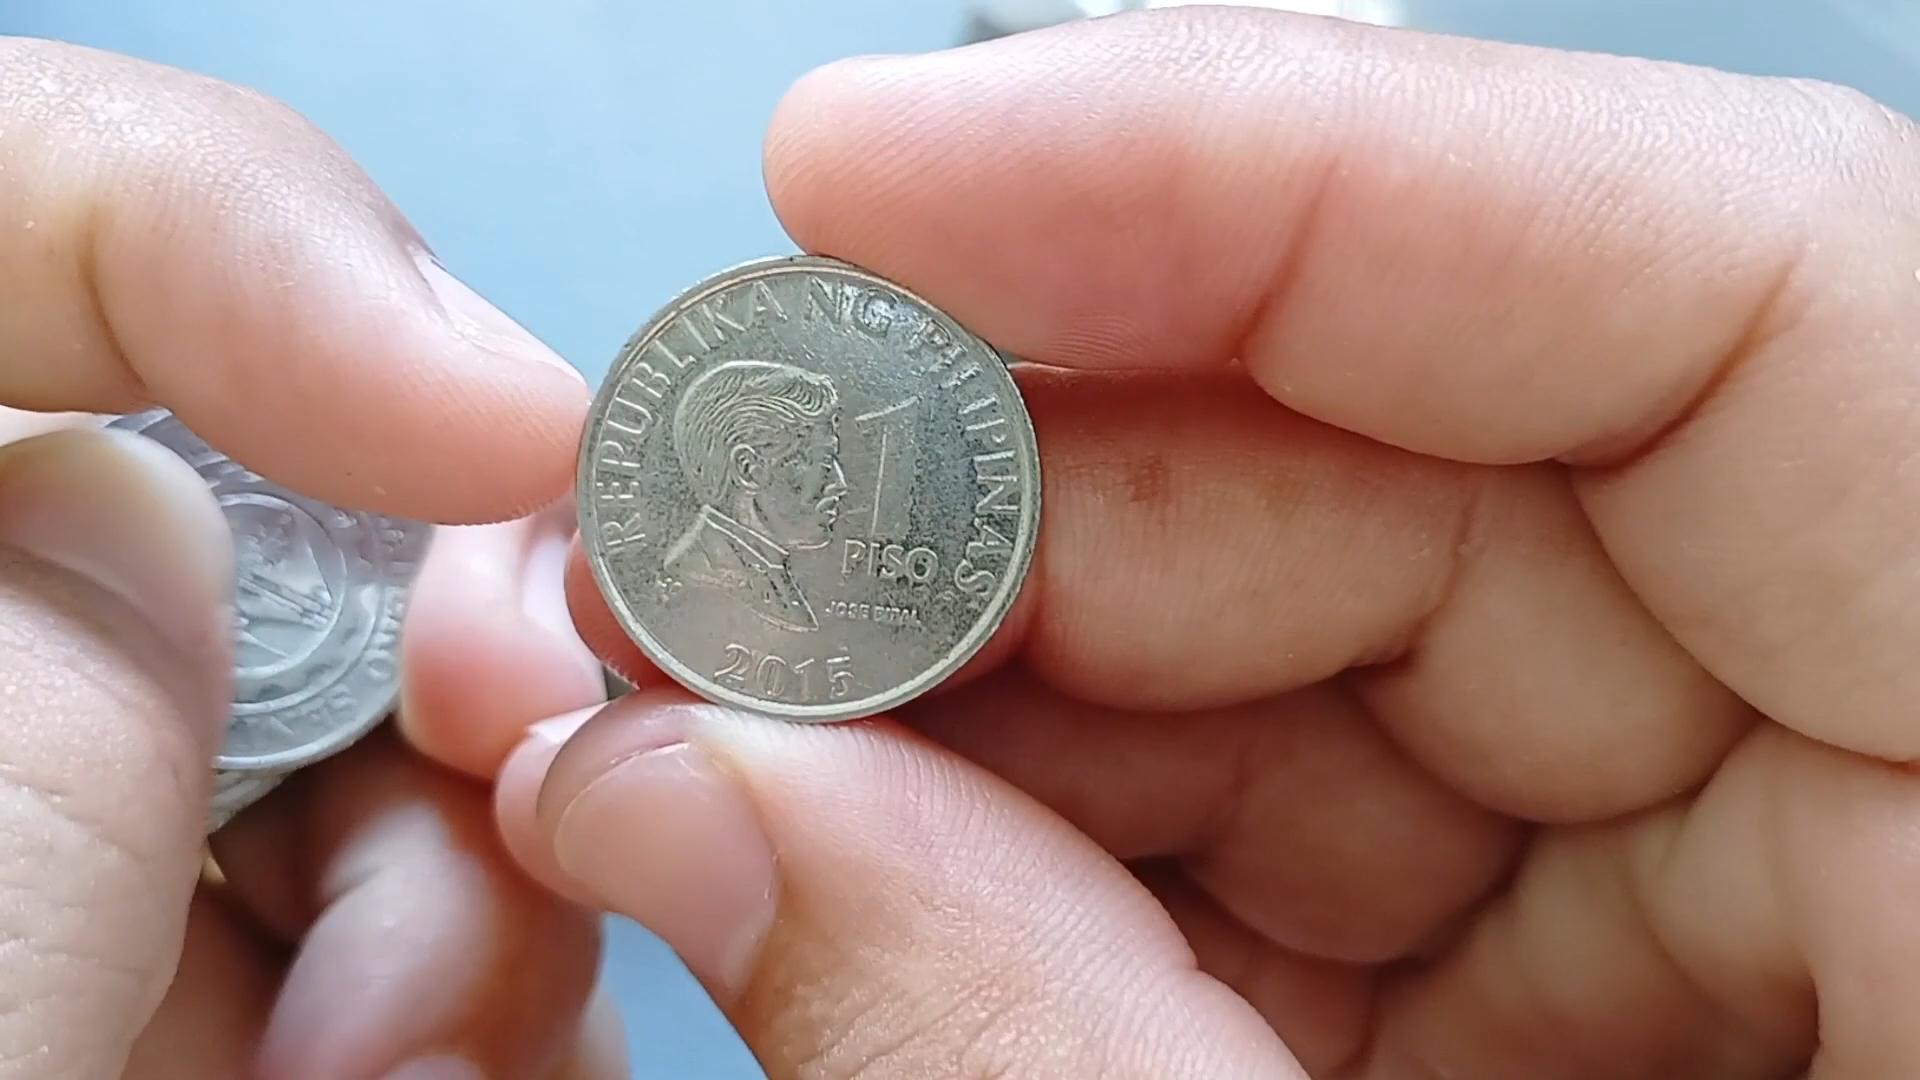 REPUBLIKA NG PILIPINAS
1
PISO
JOSE RIZAL
2015